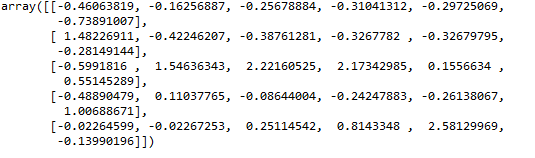 array([[-0.46063819, -0.16256887, -0.25678884, -0.31041312, -0.29725069,
-0.73891007],
[ 1.48226911, -0.42246207, -0.38761281, -0.3267782 , -0.32679795,
-0.28149144],
[-0.5991816 , 1.54636343, 2.22160525, 2.17342985, 0.1556634 ,
0.55145289],
[-0.48890479, 0.11037765, -0.08644004, -0.24247883, -0.26138067,
1.00688671],
[-0.02264599, -0.02267253, 0.25114542, 0.8143348 , 2.58129969,
-0.13990196]])